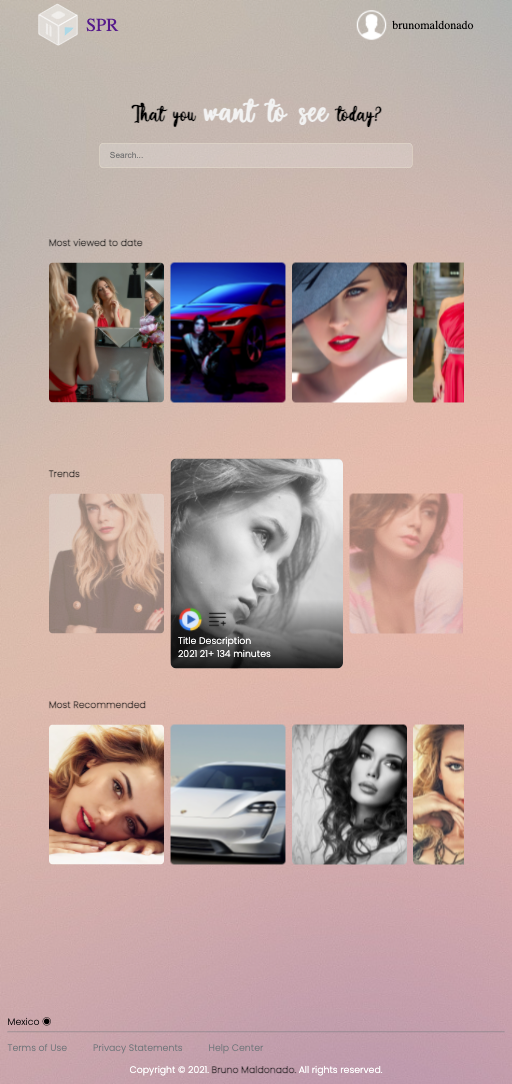 SPR
brunomaldonado
That you want to see today?
Search...
Most viewed to date
Trends
Title Description
2021 21+ 134 minutes
Most Recommended
Mexico
Terms of Use Privacy Statements Help Center
Copyright © 2021. Bruno Maldonado. All rights reserved.